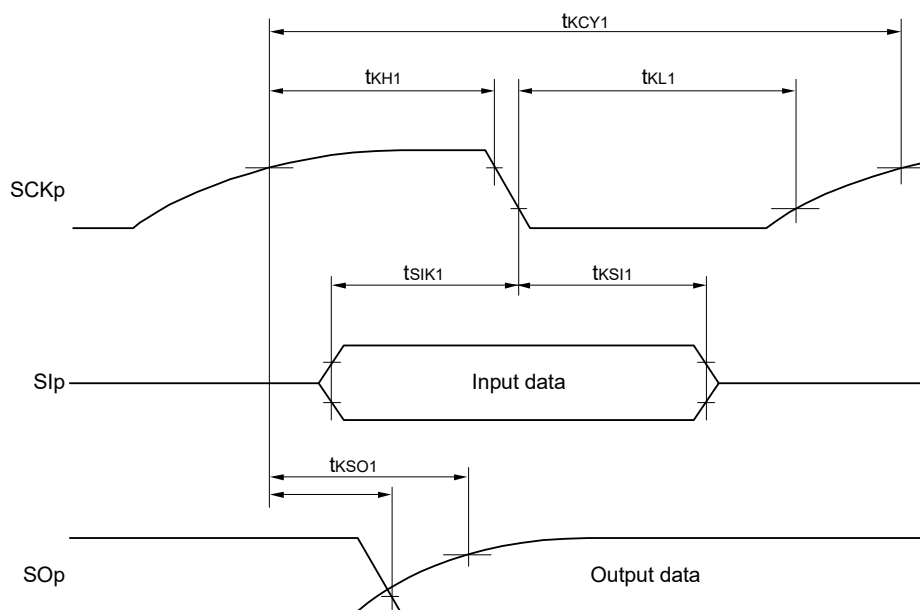 tKCY1
tKH1
tKL1
SCKp
tSIK1
tKSI1
SIp
Input data
tKSO1
SOp
Output data